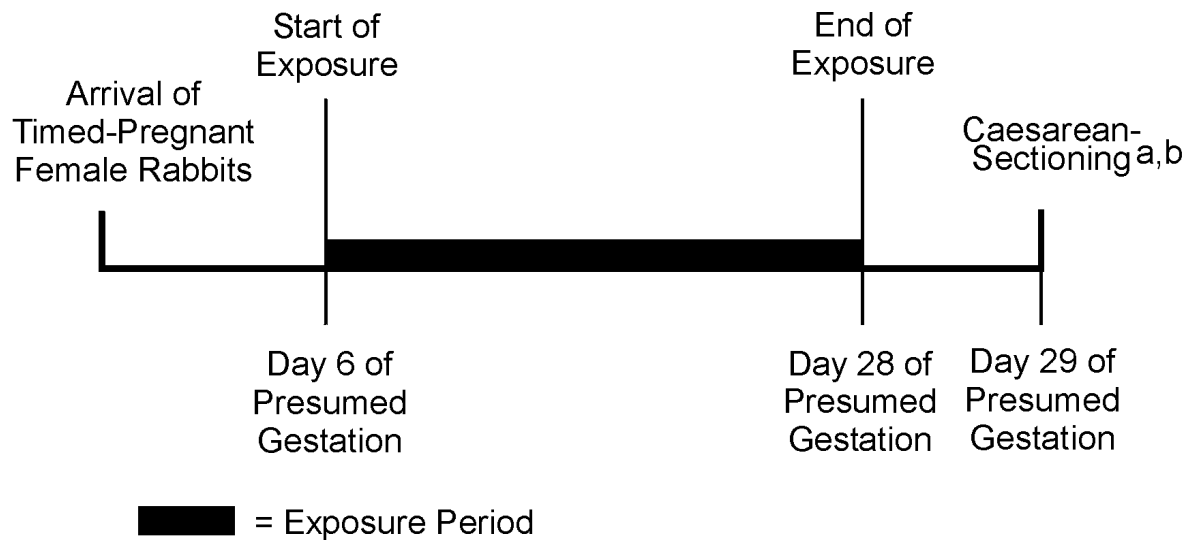 Start of
Exposure
End of
Exposure
Arrival of
Timed-Pregnant
Female Rabbits
Caesarean-
Sectioning a,b
Day 6 of
Presumed
Gestation
Day 28 of
Presumed
Gestation
Day 29 of
Presumed
Gestation
= Exposure Period